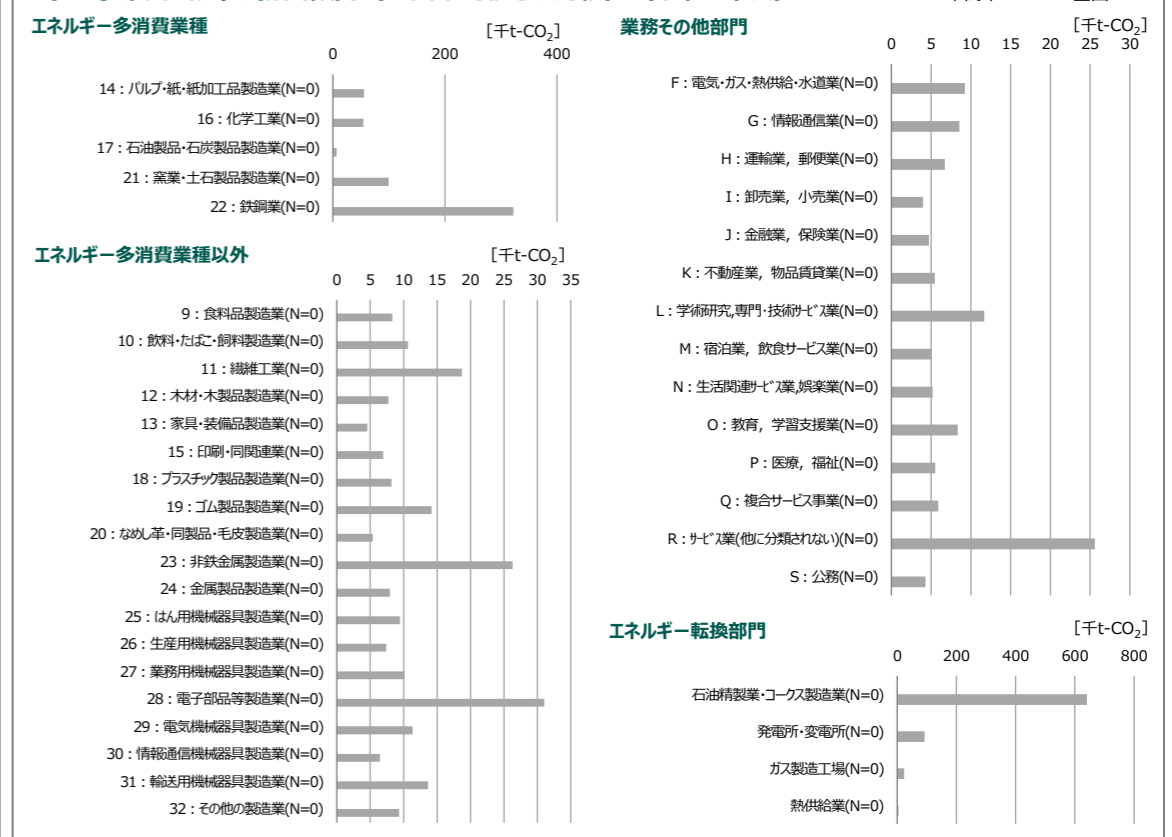 エネルギー多消費業種
[千t-CO2]
0 200 400
14：パルプ・紙・紙加工品製造業(N=0)
16：化学工業(N=0)
17：石油製品・石炭製品製造業(N=0)
21：窯業・土石製品製造業(N=0)
22：鉄鋼業(N=0)
エネルギー多消費業種以外
[千t-CO2]
0 5 10 15 20 25 30 35
9：食料品製造業(N=0)
10：飲料・たばこ・飼料製造業(N=0)
11：繊維工業(N=0)
12：木材・木製品製造業(N=0)
13：家具・装備品製造業(N=0)
15：印刷・同関連業(N=0)
18：プラスチック製品製造業(N=0)
19：ゴム製品製造業(N=0)
20：なめし革・同製品・毛皮製造業(N=0)
23：非鉄金属製造業(N=0)
24：金属製品製造業(N=0)
25：はん用機械器具製造業(N=0)
26：生産用機械器具製造業(N=0)
27：業務用機械器具製造業(N=0)
28：電子部品等製造業(N=0)
29：電気機械器具製造業(N=0)
30：情報通信機械器具製造業(N=0)
31：輸送用機械器具製造業(N=0)
32：その他の製造業(N=0)
業務その他部門
[千t-CO2]
0 5 10 15 20 25 30
F：電気・ガス・熱供給・水道業(N=0)
G：情報通信業(N=0)
H：運輸業，郵便業(N=0)
I：卸売業，小売業(N=0)
J：金融業，保険業(N=0)
K：不動産業，物品賃貸業(N=0)
L：学術研究,専門・技術サービス業(N=0)
M：宿泊業，飲食サービス業(N=0)
N：生活関連サービス業,娯楽業(N=0)
O：教育，学習支援業(N=0)
P：医療，福祉(N=0)
Q：複合サービス事業(N=0)
R：サービス業(他に分類されない)(N=0)
S：公務(N=0)
エネルギー転換部門
[千t-CO2]
0 200 400 600 800
石油精製業・コークス製造業(N=0)
発電所・変電所(N=0)
ガス製造工場(N=0)
熱供給業(N=0)